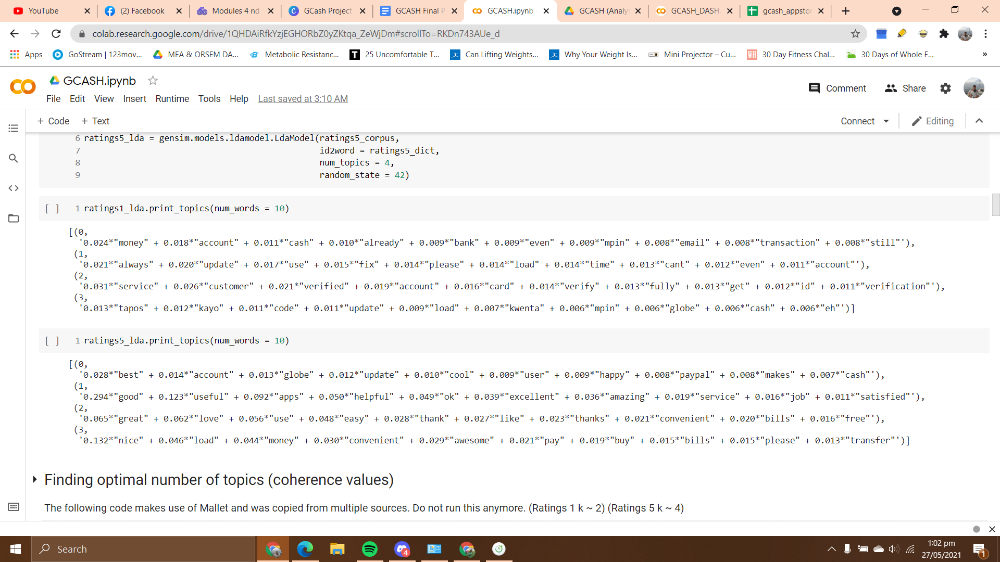 YouTube
(2) Facebook
Modules 4 nd
GCash Project
GCASH Final P
GCASH.ipynb
GCASH (Analy
GCASH_DASH
gcash_appstor
colab.research.google.com/drive/1QHDAiRfkYzjEGHORbZ0yZKtqa_ZeWjDm#scrollTo=RKDn743AUe_d
Apps
GoStream | 123mov...
MEA & ORSEM DA...
Metabolic Resistanc...
25 Uncomfortable T...
Can Lifting Weights...
Why Your Weight Is...
Mini Projector – Cu...
30 Day Fitness Chal...
30 Days of Whole F...
»
GCASH.ipynb
Comment
Share
File Edit View Insert Runtime Tools Help Last saved at 3:10 AM
+ Code + Text
Connect
Editing
6 ratings5_lda = gensim.models.ldamodel.LdaModel(ratings5_corpus,
7 id2word = ratings5_dict,
8 num_topics = 4,
9 random_state = 42)
[ ] 1 ratings1_lda.print_topics(num_words = 10)
[(0,
'0.024*"money" + 0.018*"account" + 0.011*"cash" + 0.010*"already" + 0.009*"bank" + 0.009*"even" + 0.009*"mpin" + 0.008*"email" + 0.008*"transaction" + 0.008*"still"'),
(1,
'0.021*"always" + 0.020*"update" + 0.017*"use" + 0.015*"fix" + 0.014*"please" + 0.014*"load" + 0.014*"time" + 0.013*"cant" + 0.012*"even" + 0.011*"account"'),
(2,
'0.031*"service" + 0.026*"customer" + 0.021*"verified" + 0.019*"account" + 0.016*"card" + 0.014*"verify" + 0.013*"fully" + 0.013*"get" + 0.012*"id" + 0.011*"verification"'),
(3,
'0.013*"tapos" + 0.012*"kayo" + 0.011*"code" + 0.011*"update" + 0.009*"load" + 0.007*"kwenta" + 0.006*"mpin" + 0.006*"globe" + 0.006*"cash" + 0.006*"eh"')]
[ ] 1 ratings5_lda.print_topics(num_words = 10)
[(0,
'0.028*"best" + 0.014*"account" + 0.013*"globe" + 0.012*"update" + 0.010*"cool" + 0.009*"user" + 0.009*"happy" + 0.008*"paypal" + 0.008*"makes" + 0.007*"cash"'),
(1,
'0.294*"good" + 0.123*"useful" + 0.092*"apps" + 0.050*"helpful" + 0.049*"ok" + 0.039*"excellent" + 0.036*"amazing" + 0.019*"service" + 0.016*"job" + 0.011*"satisfied"'),
(2,
'0.065*"great" + 0.062*"love" + 0.056*"use" + 0.048*"easy" + 0.028*"thank" + 0.027*"like" + 0.023*"thanks" + 0.021*"convenient" + 0.020*"bills" + 0.016*"free"'),
(3,
'0.132*"nice" + 0.046*"load" + 0.044*"money" + 0.030*"convenient" + 0.029*"awesome" + 0.021*"pay" + 0.019*"buy" + 0.015*"bills" + 0.015*"please" + 0.013*"transfer"')]
Finding optimal number of topics (coherence values)
The following code makes use of Mallet and was copied from multiple sources. Do not run this anymore. (Ratings 1 k ~ 2) (Ratings 5 k ~ 4)
Search
4
1:02 pm
27/05/2021
1